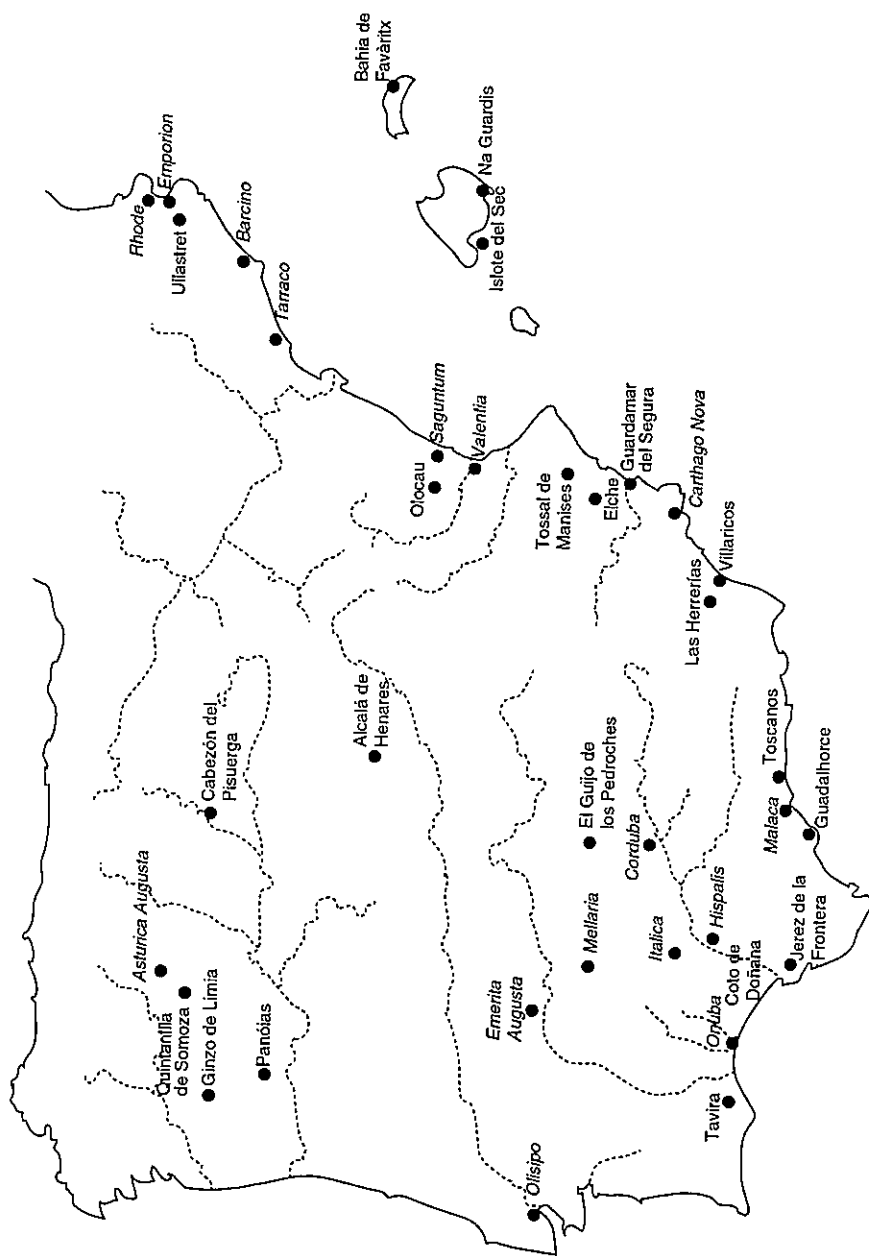 Bahia de
Favàritx
Na Guardis
Islote del Sec
Rhode
Emporion
Ullastret
Barcino
Tarraco
Saguntum
Olocau
Valentia
Tossal de
Manises
Elche
Guardamar
del Segura
Carthago Nova
Las Herrerías
Villaricos
Alcalá de
Henares
Cabezón del
Pisuerga
Asturica Augusta
Quintanilla
de Somoza
Ginzo de Limia
Panóias
El Guijo de
los Pedroches
Corduba
Mellaria
Italica
Hispalis
Emerita
Augusta
Toscanos
Malaca
Guadalhorce
Jerez de la
Frontera
Coto de
Doñana
Onuba
Tavira
Olisipo